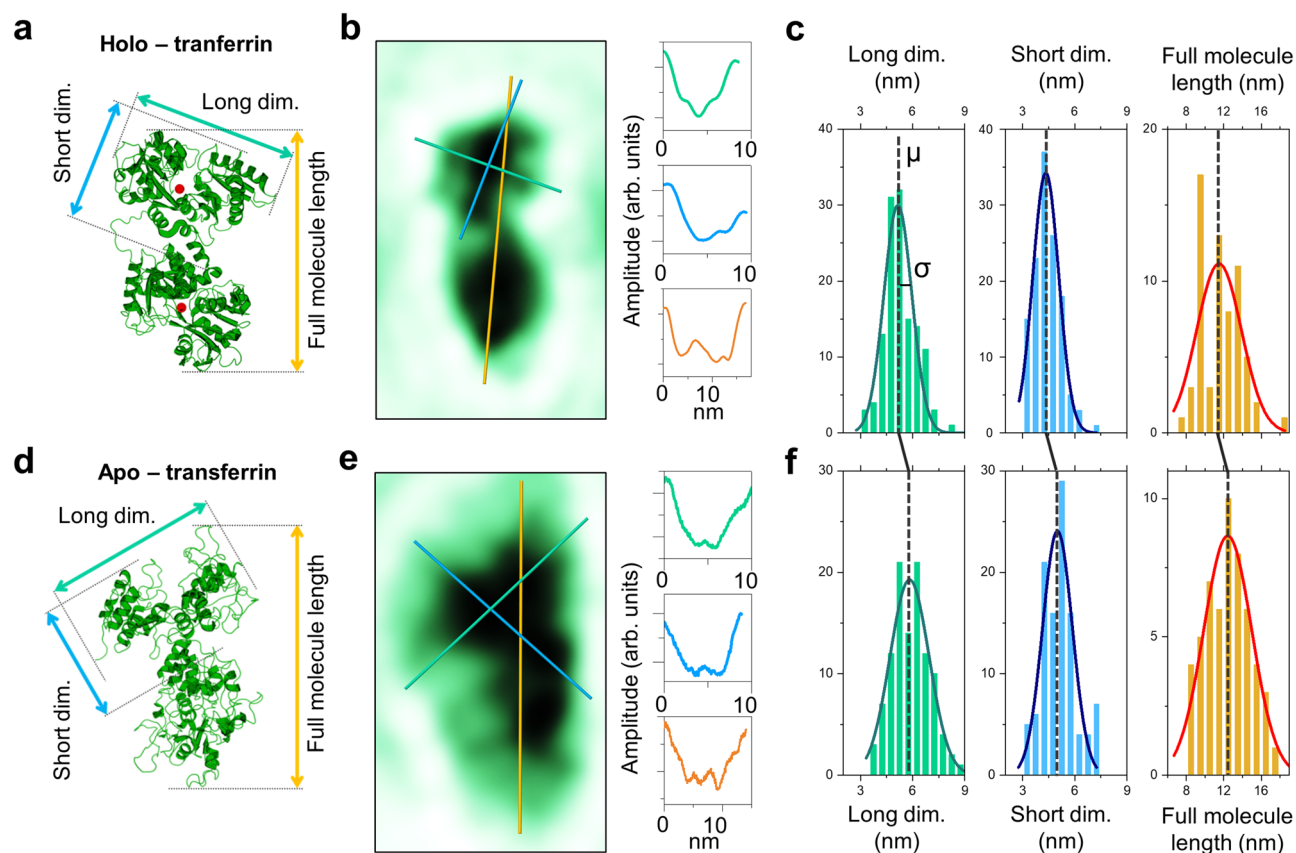 a
Holo – tranferrin
Short dim.
Long dim.
Full molecule length
b
Amplitude (arb. units)
0 10
0 10
0 10
nm
c
Long dim.
(nm)
Short dim.
(nm)
Full molecule
length (nm)
3 6 9
3 6 9
8 12 16
40
30
20
10
0
μ
σ
40
30
20
10
0
20
10
0
d
Apo – transferrin
Long dim.
Short dim.
Full molecule length
e
Amplitude (arb. units)
0 10
0 10
0 10
nm
f
30
20
10
0
30
20
10
0
10
5
0
3 6 9
3 6 9
8 12 16
Long dim.
(nm)
Short dim.
(nm)
Full molecule
length (nm)